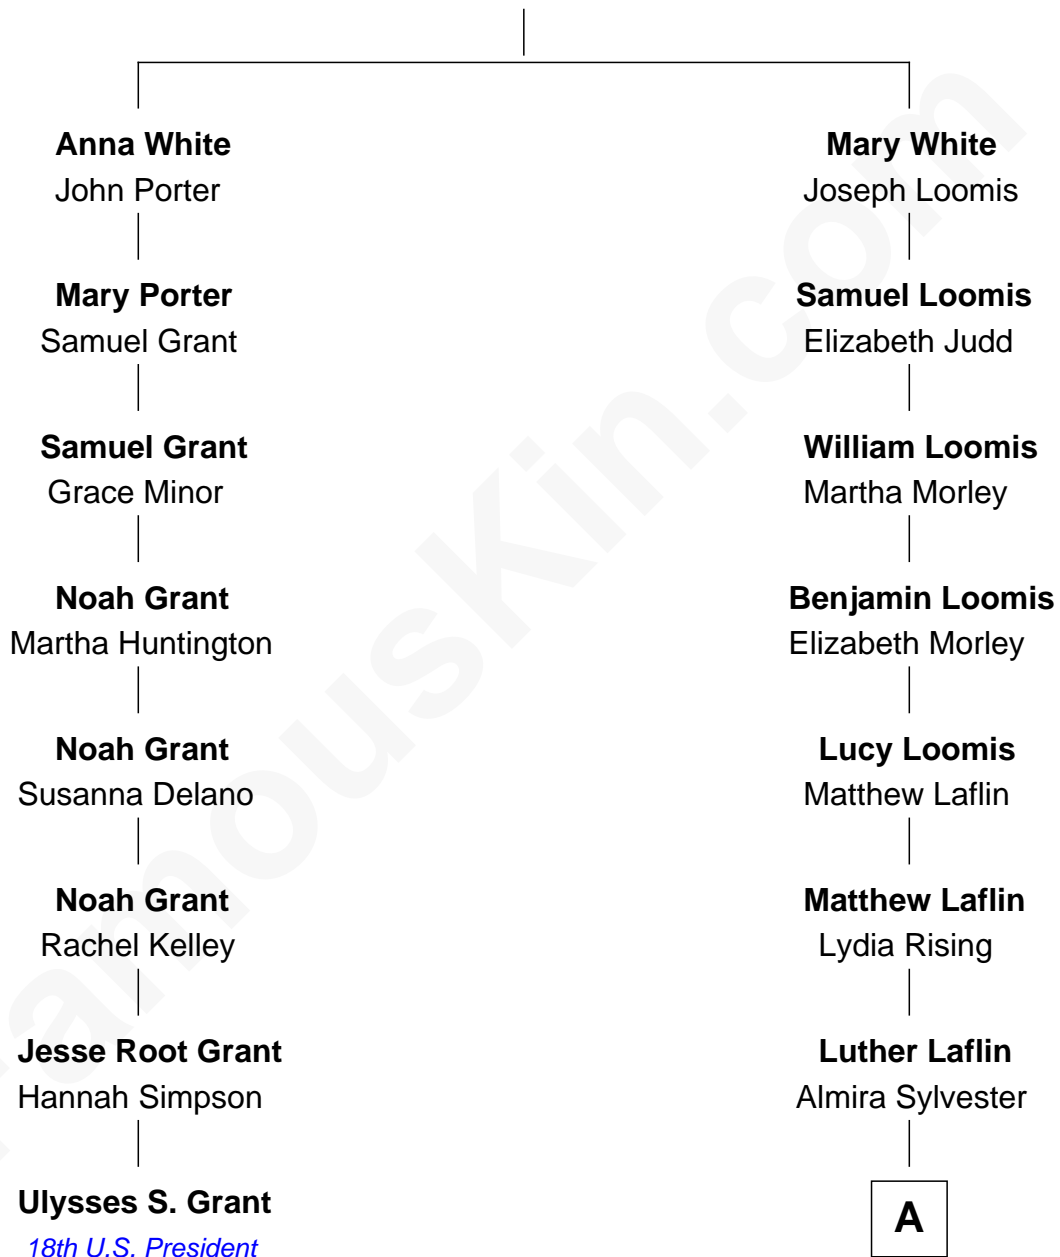 Anna White
John Porter
Mary White
Joseph Loomis
Mary Porter
Samuel Grant
Samuel Loomis
Elizabeth Judd
Samuel Grant
Grace Minor
William Loomis
Martha Morley
Noah Grant
Martha Huntington
Benjamin Loomis
Elizabeth Morley
Noah Grant
Susanna Delano
Lucy Loomis
Matthew Laflin
Noah Grant
Rachel Kelley
Matthew Laflin
Lydia Rising
Jesse Root Grant
Hannah Simpson
Luther Laflin
Almira Sylvester
Ulysses S. Grant
18th U.S. President
A
FamousKin.com